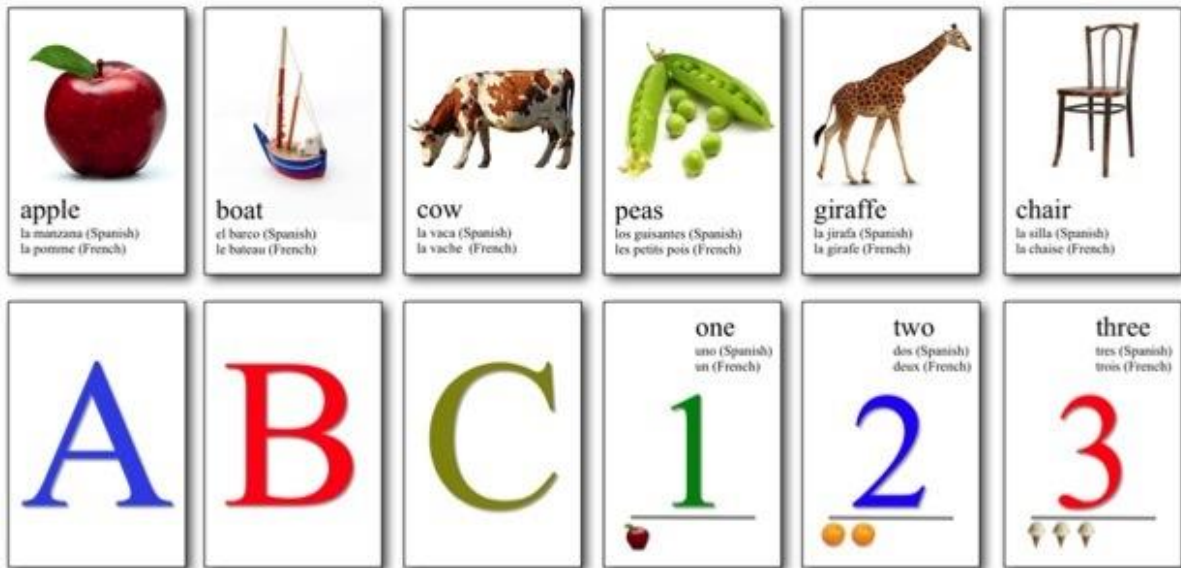 apple
la manzana (Spanish)
la pomme (French)
boat
el barco (Spanish)
le bateau (French)
cow
la vaca (Spanish)
la vache (French)
peas
los guisantes (Spanish)
les petits pois (French)
giraffe
la jirafa (Spanish)
la girafe (French)
chair
la silla (Spanish)
la chaise (French)
A
B
C
one
uno (Spanish)
un (French)
1
two
dos (Spanish)
deux (French)
2
three
tres (Spanish)
trois (French)
3